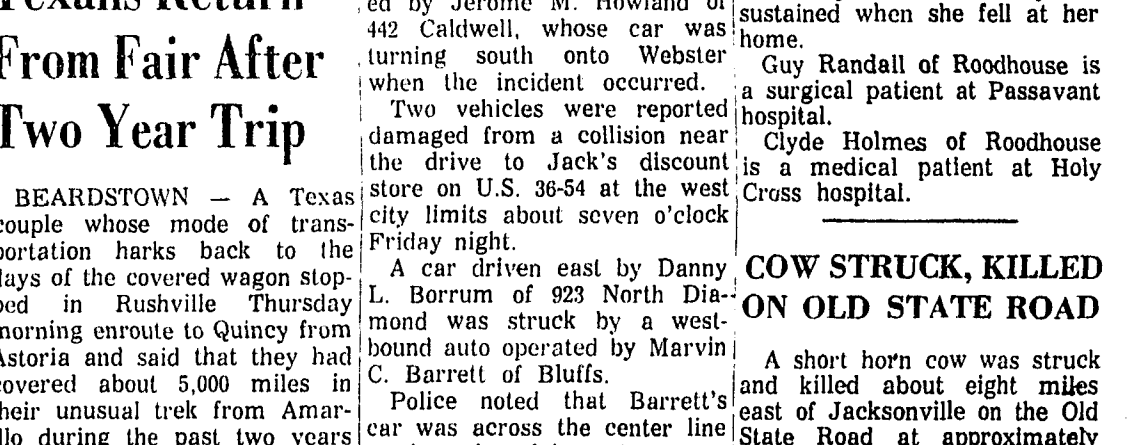 Texans Return
From Fair After
Two Year Trip
BEARDSTOWN — A Texas
couple whose mode of trans-
portation harks back to the
days of the covered wagon stop-
ped in Rushville Thursday
morning enroute to Quincy from
Astoria and said that they had
covered about 5,000 miles in
their unusual trek from Amar-
illo during the past two years
ed by Jerome M. Howland of
442 Caldwell, whose car was
turning south onto Webster
when the incident occurred.
Two vehicles were reported
damaged from a collision near
the drive to Jack's discount
store on U.S. 36-54 at the west
city limits about seven o'clock
Friday night.
A car driven east by Danny
L. Borrum of 923 North Dia-
mond was struck by a west-
bound auto operated by Marvin
C. Barrett of Bluffs.
Police noted that Barrett's
car was across the center line
sustained when she fell at her
home.
Guy Randall of Roodhouse is
a surgical patient at Passavant
hospital.
Clyde Holmes of Roodhouse
is a medical patient at Holy
Cross hospital.
COW STRUCK, KILLED
ON OLD STATE ROAD
A short horn cow was struck
and killed about eight miles
east of Jacksonville on the Old
State Road at approximately